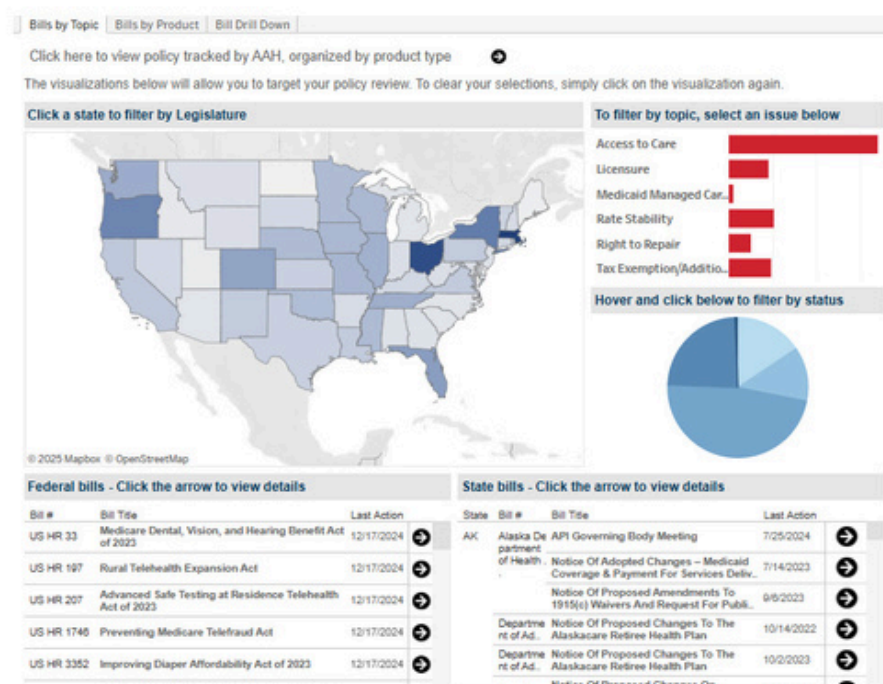 Bills by Topic
Bills by Product
Bill Drill Down
Click here to view policy tracked by AAH, organized by product type
The visualizations below will allow you to target your policy review. To clear your selections, simply click on the visualization again.
Click a state to filter by Legislature
© 2025 Mapbox © OpenStreetMap
To filter by topic, select an issue below
Access to Care
Licensure
Medicaid Managed Car..
Rate Stability
Right to Repair
Tax Exemption/Additio..
Hover and click below to filter by status
Federal bills - Click the arrow to view details
Bill # Bill Title Last Action
US HR 33 Medicare Dental, Vision, and Hearing Benefit Act 12/17/2024
of 2023
US HR 197 Rural Telehealth Expansion Act 12/17/2024
US HR 207 Advanced Safe Testing at Residence Telehealth 12/17/2024
Act of 2023
US HR 1746 Preventing Medicare Telefraud Act 12/17/2024
US HR 3352 Improving Diaper Affordability Act of 2023 12/17/2024
State bills - Click the arrow to view details
State Bill # Bill Title Last Action
AK Alaska De API Governing Body Meeting 7/25/2024
partment
of Health . Notice Of Adopted Changes – Medicaid 7/14/2023
. Coverage & Payment For Services Deliv..
Notice Of Proposed Amendments To 9/6/2023
1915(c) Waivers And Request For Publi..
Departme Notice Of Proposed Changes To The 10/14/2022
nt of Ad.. Alaskacare Retiree Health Plan
Departme Notice Of Proposed Changes To The 10/2/2023
nt of Ad.. Alaskacare Retiree Health Plan
Notice Of Proposed Changes On